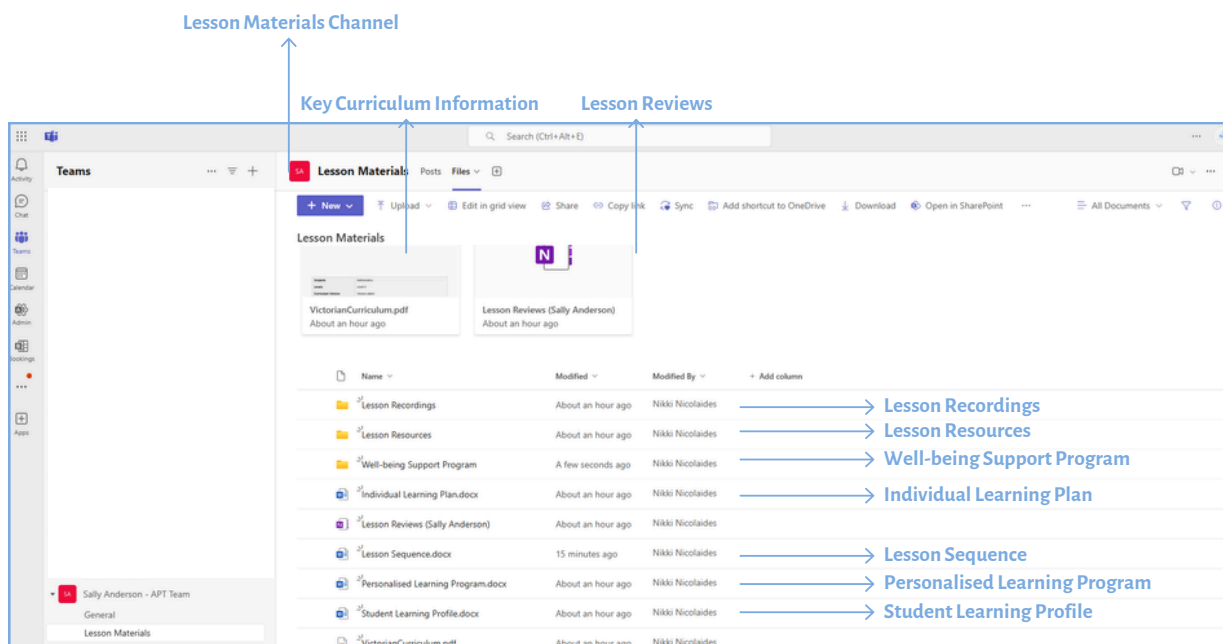 Lesson Materials Channel
Key Curriculum Information
Lesson Reviews
Search (Ctrl+Alt+E)
Activity
Chat
Teams
Calendar
Admin
Bookings
Apps
Teams
SA Lesson Materials Posts Files
New Upload Edit in grid view Share Copy link Sync Add shortcut to OneDrive Download Open in SharePoint All Documents
Lesson Materials
N
VictorianCurriculum.pdf
About an hour ago
Lesson Reviews (Sally Anderson)
About an hour ago
Name Modified Modified By + Add column
Lesson Recordings About an hour ago Nikki Nicolaides Lesson Recordings
Lesson Resources About an hour ago Nikki Nicolaides Lesson Resources
Well-being Support Program A few seconds ago Nikki Nicolaides Well-being Support Program
Individual Learning Plan.docx About an hour ago Nikki Nicolaides Individual Learning Plan
Lesson Reviews (Sally Anderson) About an hour ago Nikki Nicolaides
Lesson Sequence.docx 15 minutes ago Nikki Nicolaides Lesson Sequence
Personalised Learning Program.docx About an hour ago Nikki Nicolaides Personalised Learning Program
Student Learning Profile.docx About an hour ago Nikki Nicolaides Student Learning Profile
VictorianCurriculum.pdf About an hour ago Nikki Nicolaides
SA Sally Anderson - APT Team
General
Lesson Materials